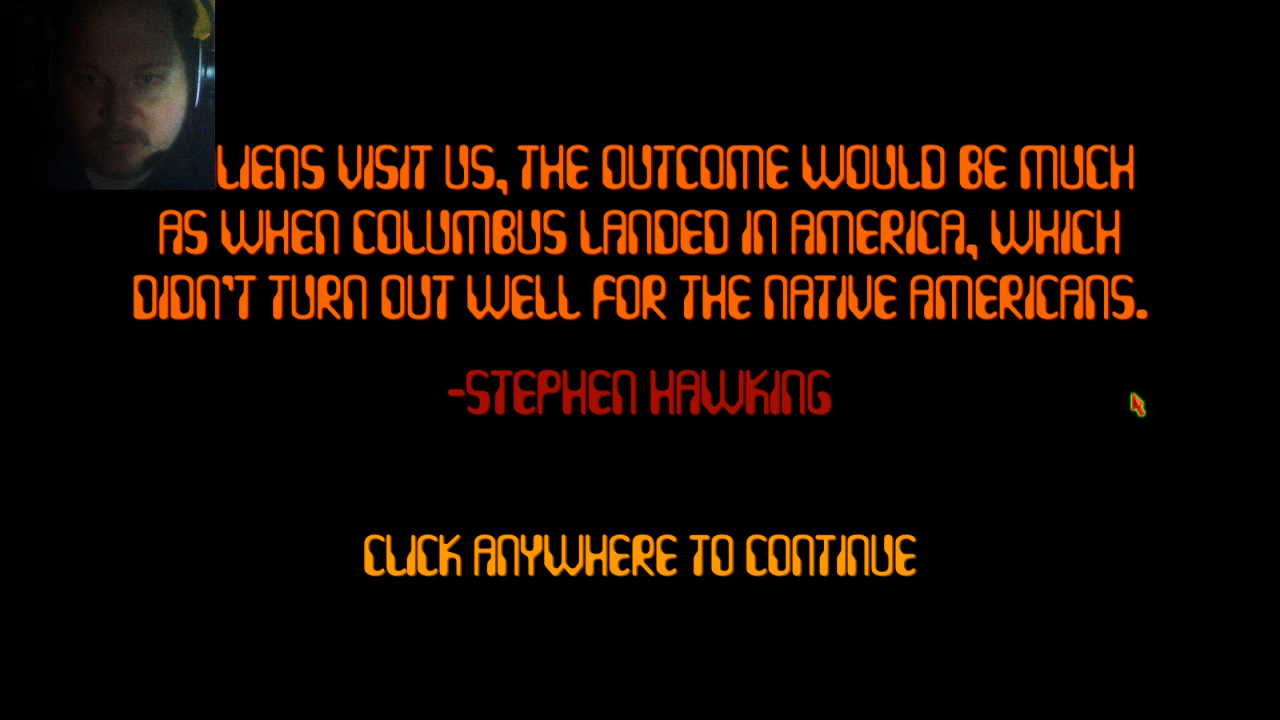 LIENS VISIT US, THE OUTCOME WOULD BE MUCH
AS WHEN COLUMBUS LANDED IN AMERICA, WHICH
DIDN'T TURN OUT WELL FOR THE NATIVE AMERICANS.
-STEPHEN HAWKING
CLICK ANYWHERE TO CONTINUE